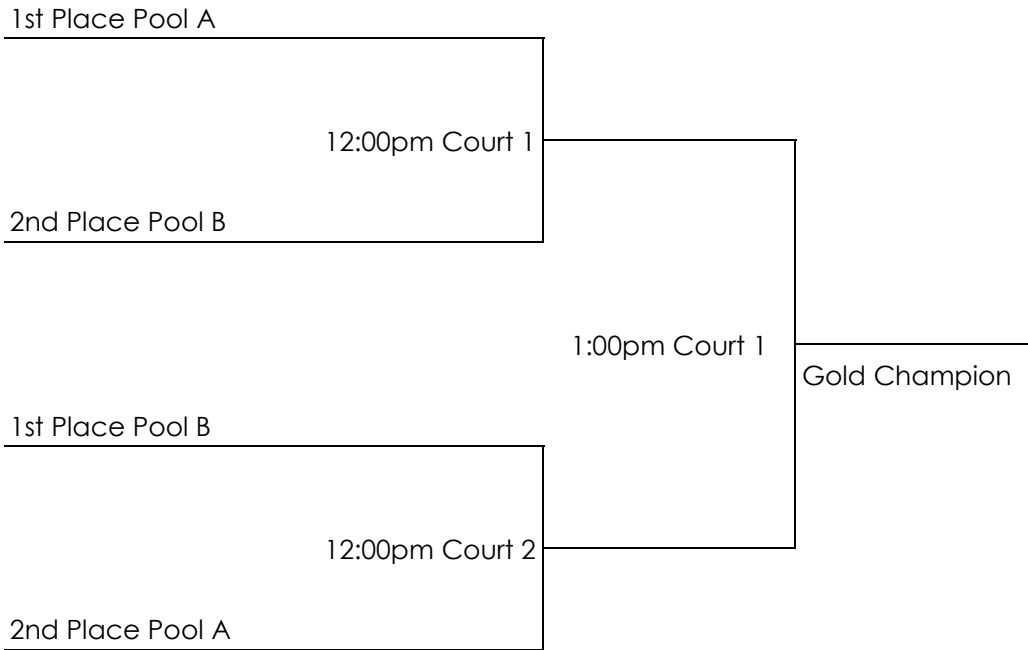 1st Place Pool A
12:00pm Court 1
2nd Place Pool B
1:00pm Court 1
Gold Champion
1st Place Pool B
12:00pm Court 2
2nd Place Pool A